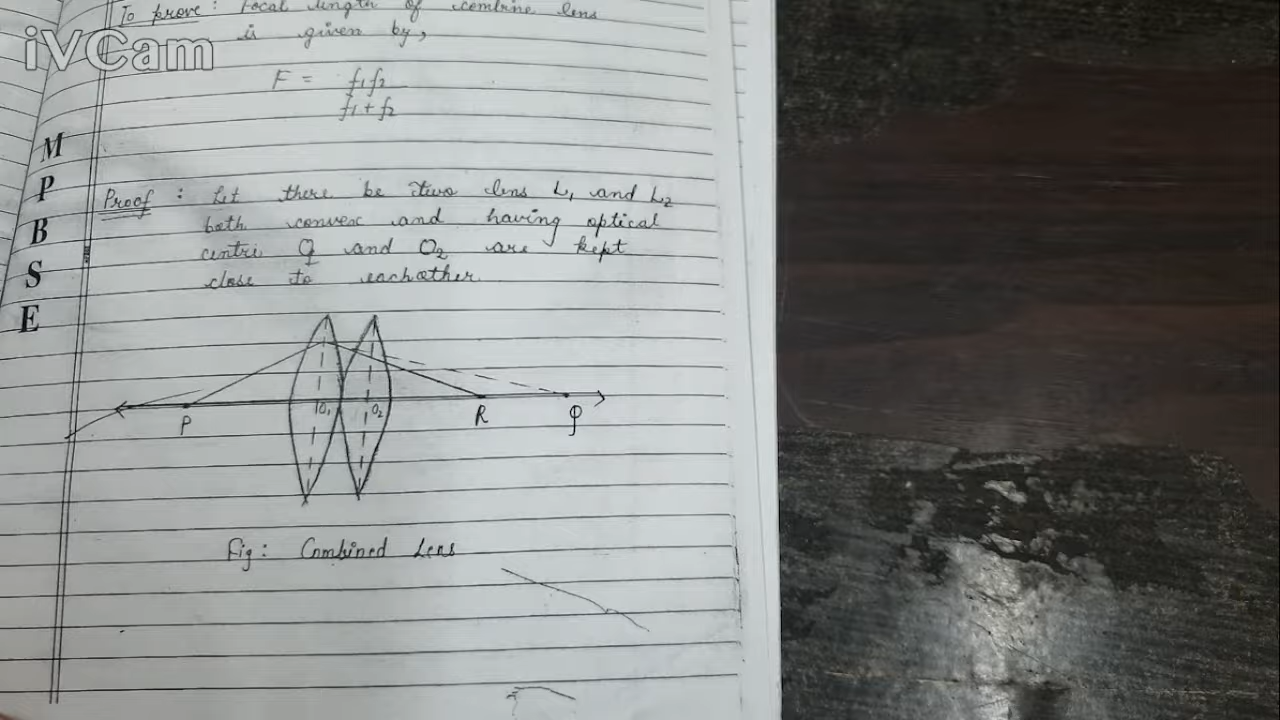 To prove: Focal length of combine lens
iVCam
is given by,
F = f₁f₂
f₁+f₂
M
P
B
S
E
Proof : Let there be two lens L₁ and L₂
both convex and having optical
centre O₁ and O₂ are kept
close to eachother.
O₁ O₂
P R Q
Fig: Combined Lens